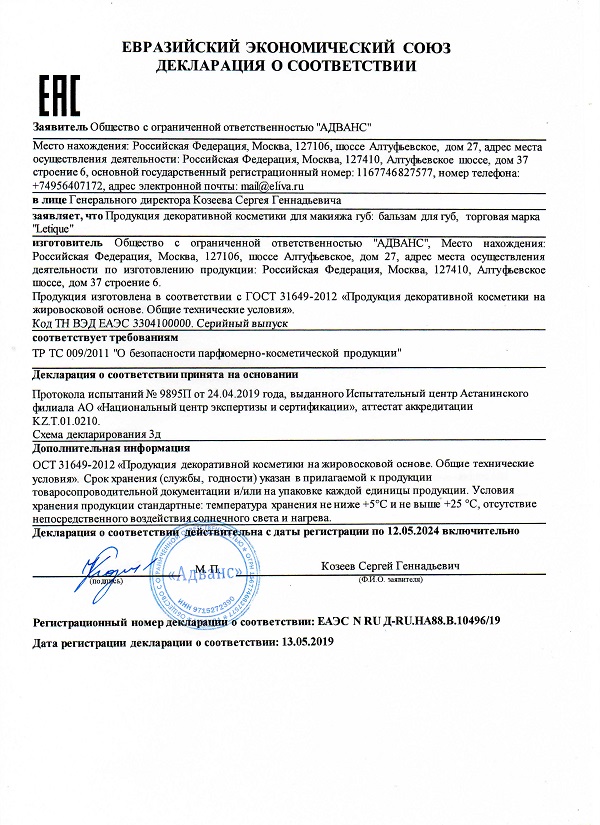 ЕВРАЗИЙСКИЙ ЭКОНОМИЧЕСКИЙ СОЮЗ
ДЕКЛАРАЦИЯ О СООТВЕТСТВИИ
ЕАС
Заявитель Общество с ограниченной ответственностью "АДВАНС"
Место нахождения: Российская Федерация, Москва, 127106, шоссе Алтуфьевское, дом 27, адрес места
осуществления деятельности: Российская Федерация, Москва, 127410, Алтуфьевское шоссе, дом 37
строение 6, основной государственный регистрационный номер: 1167746827577, номер телефона:
+74956407172, адрес электронной почты: mail@eliva.ru
в лице Генерального директора Козеева Сергея Геннадьевича
заявляет, что Продукция декоративной косметики для макияжа губ: бальзам для губ, торговая марка
"Letique"
изготовитель Общество с ограниченной ответственностью "АДВАНС", Место нахождения:
Российская Федерация, Москва, 127106, шоссе Алтуфьевское, дом 27, адрес места осуществления
деятельности по изготовлению продукции: Российская Федерация, Москва, 127410, Алтуфьевское
шоссе, дом 37 строение 6.
Продукция изготовлена в соответствии с ГОСТ 31649-2012 «Продукция декоративной косметики на
жировосковой основе. Общие технические условия».
Код ТН ВЭД ЕАЭС 3304100000. Серийный выпуск
соответствует требованиям
ТР ТС 009/2011 "О безопасности парфюмерно-косметической продукции"
Декларация о соответствии принята на основании
Протокола испытаний № 9895П от 24.04.2019 года, выданного Испытательный центр Астанинского
филиала АО «Национальный центр экспертизы и сертификации», аттестат аккредитации
KZ.T.01.0210.
Схема декларирования 3д
Дополнительная информация
ОСТ 31649-2012 «Продукция декоративной косметики на жировосковой основе. Общие технические
условия». Срок хранения (службы, годности) указан в прилагаемой к продукции
товаросопроводительной документации и/или на упаковке каждой единицы продукции. Условия
хранения продукции стандартные: температура хранения не ниже +5°C и не выше +25 °C, отсутствие
непосредственного воздействия солнечного света и нагрева.
Декларация о соответствии действительна с даты регистрации по 12.05.2024 включительно
М.П.
Козеев Сергей Геннадьевич
(подпись)
(Ф.И.О. заявителя)
«Адванс»
ИНН 9715272390
Регистрационный номер декларации о соответствии: ЕАЭС N RU Д-RU.НА88.В.10496/19
Дата регистрации декларации о соответствии: 13.05.2019